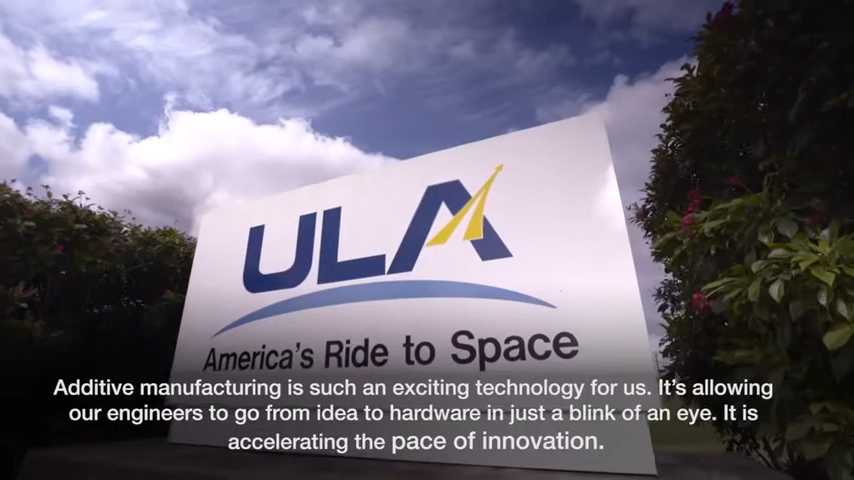 ULA
America's Ride to Space
Additive manufacturing is such an exciting technology for us. It's allowing
our engineers to go from idea to hardware in just a blink of an eye. It is
accelerating the pace of innovation.